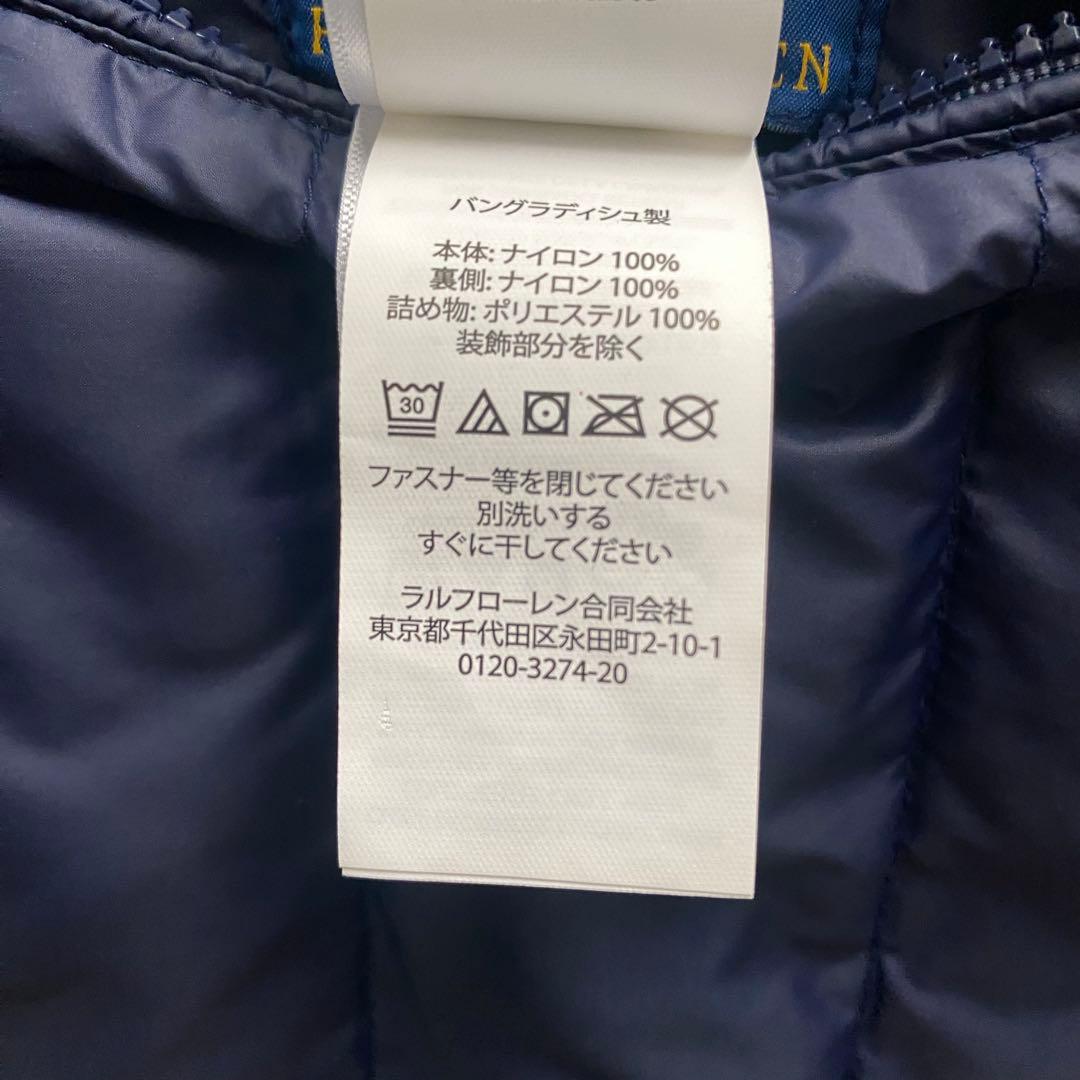 バングラディシュ製
本体: ナイロン 100%
裏側: ナイロン 100%
詰め物: ポリエステル 100%
装飾部分を除く
30
ファスナー等を閉じてください
別洗いする
すぐに干してください
ラルフローレン合同会社
東京都千代田区永田町2-10-1
0120-3274-20